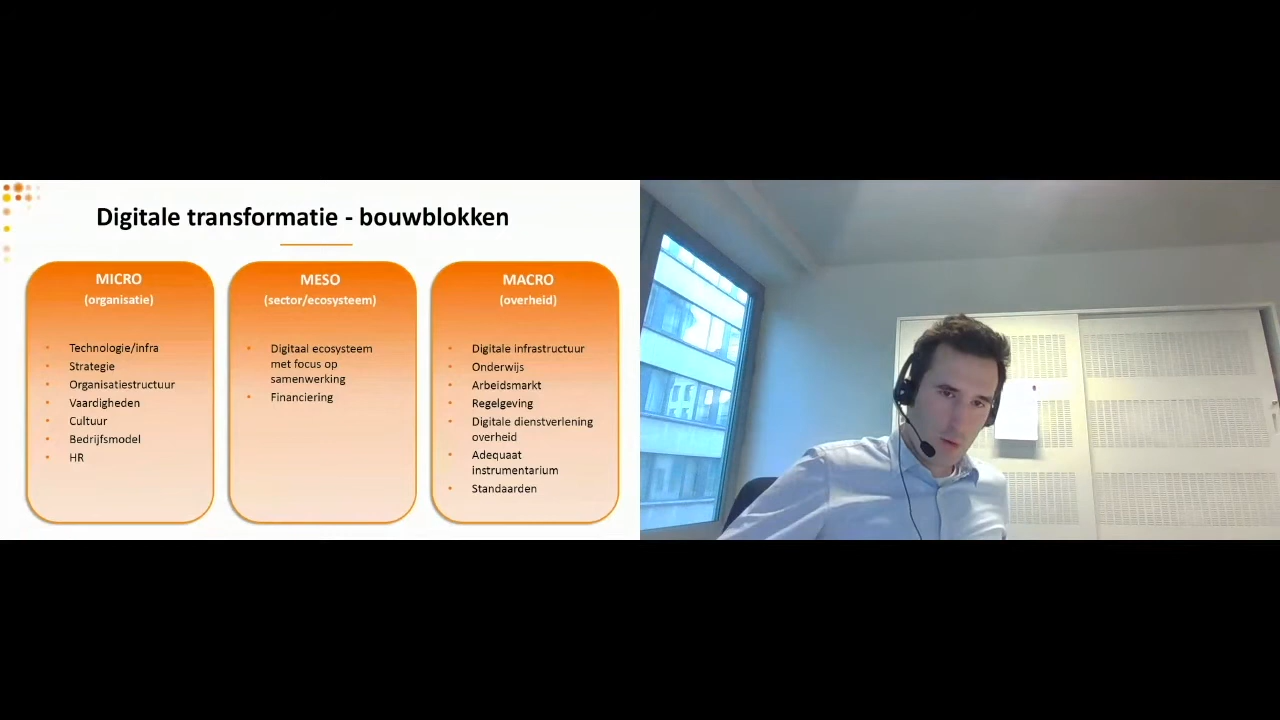 Digitale transformatie - bouwblokken
MICRO
(organisatie)
Technologie/infra
Strategie
Organisatiestructuur
Vaardigheden
Cultuur
Bedrijfsmodel
HR
MESO
(sector/ecosysteem)
Digitaal ecosysteem
met focus op
samenwerking
Financiering
MACRO
(overheid)
Digitale infrastructuur
Onderwijs
Arbeidsmarkt
Regelgeving
Digitale dienstverlening
overheid
Adequaat
instrumentarium
Standaarden